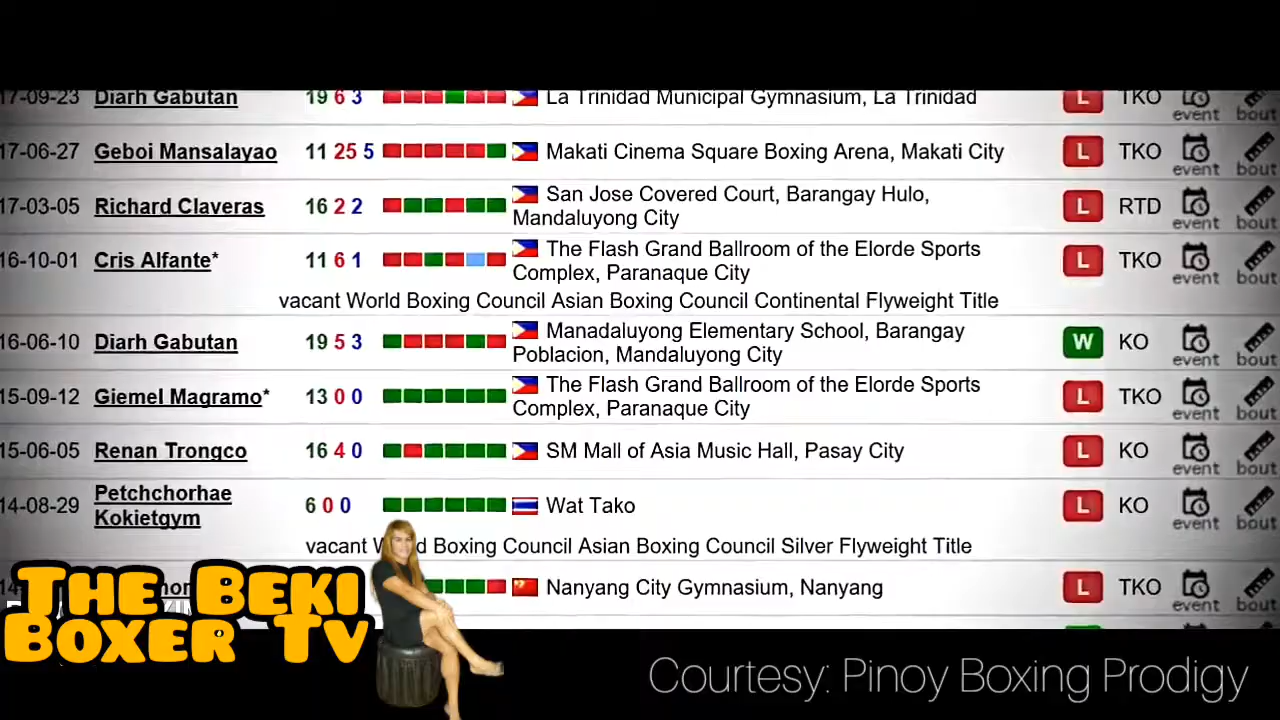 17-09-23 Diarh Gabutan 19 6 3 La Trinidad Municipal Gymnasium, La Trinidad L TKO event bout
17-06-27 Geboi Mansalayao 11 25 5 Makati Cinema Square Boxing Arena, Makati City L TKO event bout
17-03-05 Richard Claveras 16 2 2 San Jose Covered Court, Barangay Hulo,
Mandaluyong City L RTD event bout
16-10-01 Cris Alfante* 11 6 1 The Flash Grand Ballroom of the Elorde Sports
Complex, Paranaque City L TKO event bout
vacant World Boxing Council Asian Boxing Council Continental Flyweight Title
16-06-10 Diarh Gabutan 19 5 3 Manadaluyong Elementary School, Barangay
Poblacion, Mandaluyong City W KO event bout
15-09-12 Giemel Magramo* 13 0 0 The Flash Grand Ballroom of the Elorde Sports
Complex, Paranaque City L TKO event bout
15-06-05 Renan Trongco 16 4 0 SM Mall of Asia Music Hall, Pasay City L KO event bout
14-08-29 Petchchorhae
Kokietgym 6 0 0 Wat Tako L KO event bout
vacant Boxing Council Asian Boxing Council Silver Flyweight Title
Nanyang City Gymnasium, Nanyang L TKO event bout
The Beki
Boxer Tv
Courtesy: Pinoy Boxing Prodigy